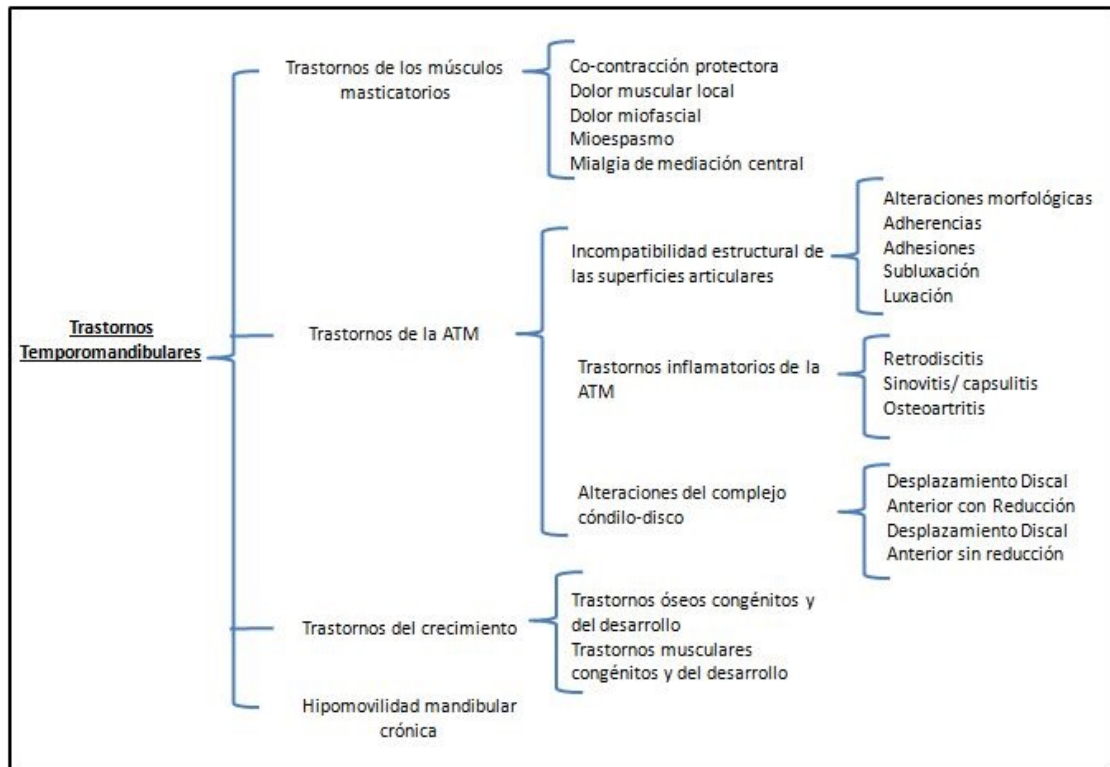 Trastornos
Temporomandibulares
Trastornos de los músculos
masticatorios
Co-contracción protectora
Dolor muscular local
Dolor miofascial
Mioespasmo
Mialgia de mediación central
Trastornos de la ATM
Incompatibilidad estructural de
las superficies articulares
Alteraciones morfológicas
Adherencias
Adhesiones
Subluxación
Luxación
Trastornos inflamatorios de la
ATM
Retrodiscitis
Sinovitis/ capsulitis
Osteoartritis
Alteraciones del complejo
cóndilo-disco
Desplazamiento Discal
Anterior con Reducción
Desplazamiento Discal
Anterior sin reducción
Trastornos del crecimiento
Trastornos óseos congénitos y
del desarrollo
Trastornos musculares
congénitos y del desarrollo
Hipomovilidad mandibular
crónica